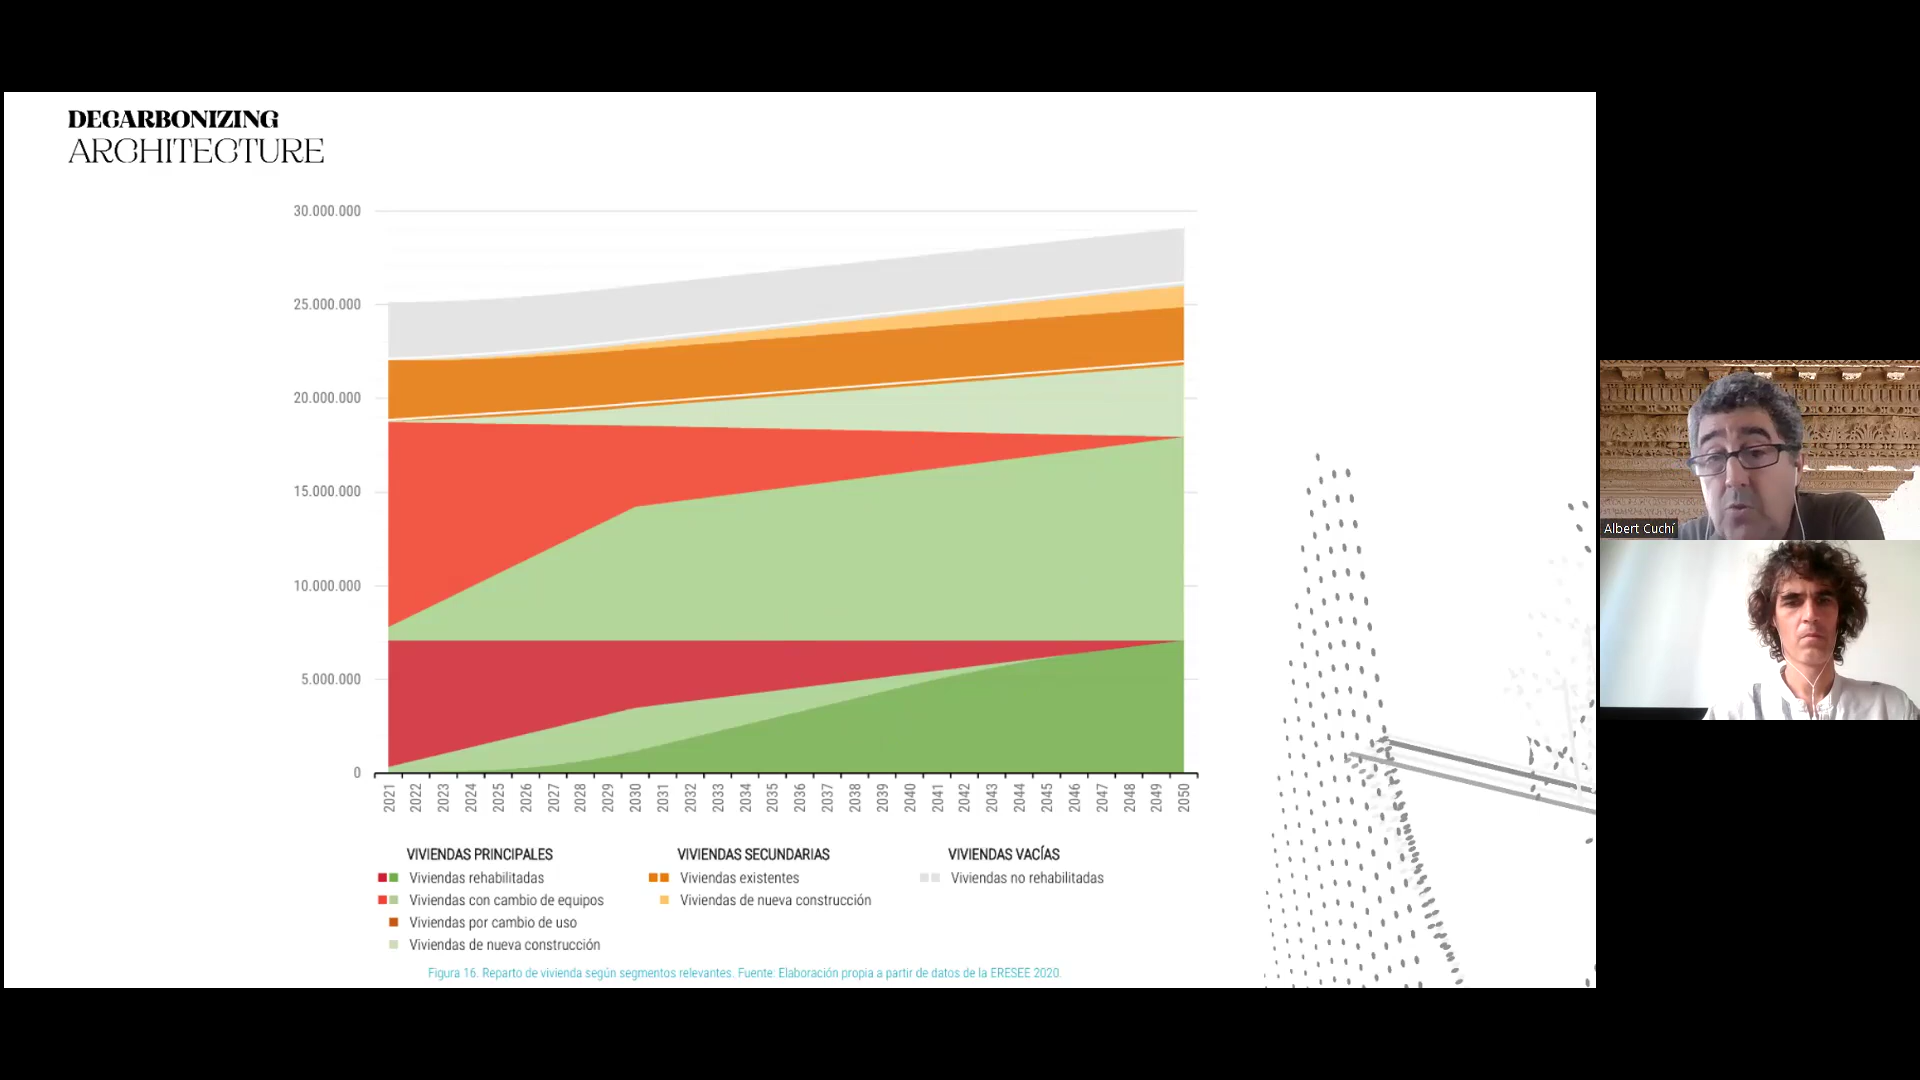 DECARBONIZING
ARCHITECTURE
30.000.000
25.000.000
20.000.000
15.000.000
10.000.000
5.000.000
0
2021 2022 2023 2024 2025 2026 2027 2028 2029 2030 2031 2032 2033 2034 2035 2036 2037 2038 2039 2040 2041 2042 2043 2044 2045 2046 2047 2048 2049 2050
VIVIENDAS PRINCIPALES
Viviendas rehabilitadas
Viviendas con cambio de equipos
Viviendas por cambio de uso
Viviendas de nueva construcción
VIVIENDAS SECUNDARIAS
Viviendas existentes
Viviendas de nueva construcción
VIVIENDAS VACÍAS
Viviendas no rehabilitadas
Figura 16. Reparto de vivienda según segmentos relevantes. Fuente: Elaboración propia a partir de datos de la ERESEE 2020.
Albert Cuchí